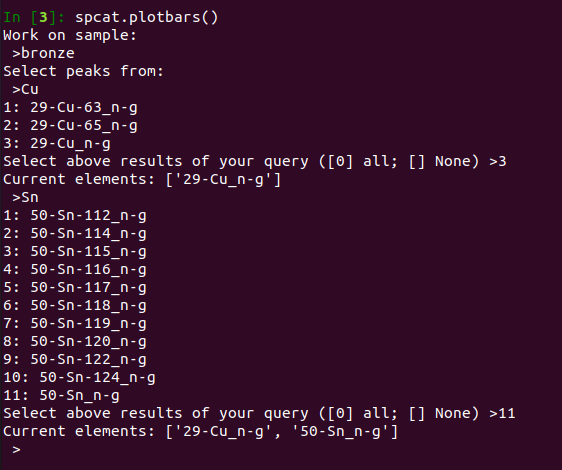 In [3]: spcat.plotbars()
Work on sample:
 >bronze
Select peaks from:
 >Cu
1: 29-Cu-63_n-g
2: 29-Cu-65_n-g
3: 29-Cu_n-g
Select above results of your query ([0] all; [] None) >3
Current elements: ['29-Cu_n-g']
 >Sn
1: 50-Sn-112_n-g
2: 50-Sn-114_n-g
3: 50-Sn-115_n-g
4: 50-Sn-116_n-g
5: 50-Sn-117_n-g
6: 50-Sn-118_n-g
7: 50-Sn-119_n-g
8: 50-Sn-120_n-g
9: 50-Sn-122_n-g
10: 50-Sn-124_n-g
11: 50-Sn_n-g
Select above results of your query ([0] all; [] None) >11
Current elements: ['29-Cu_n-g', '50-Sn_n-g']
 >